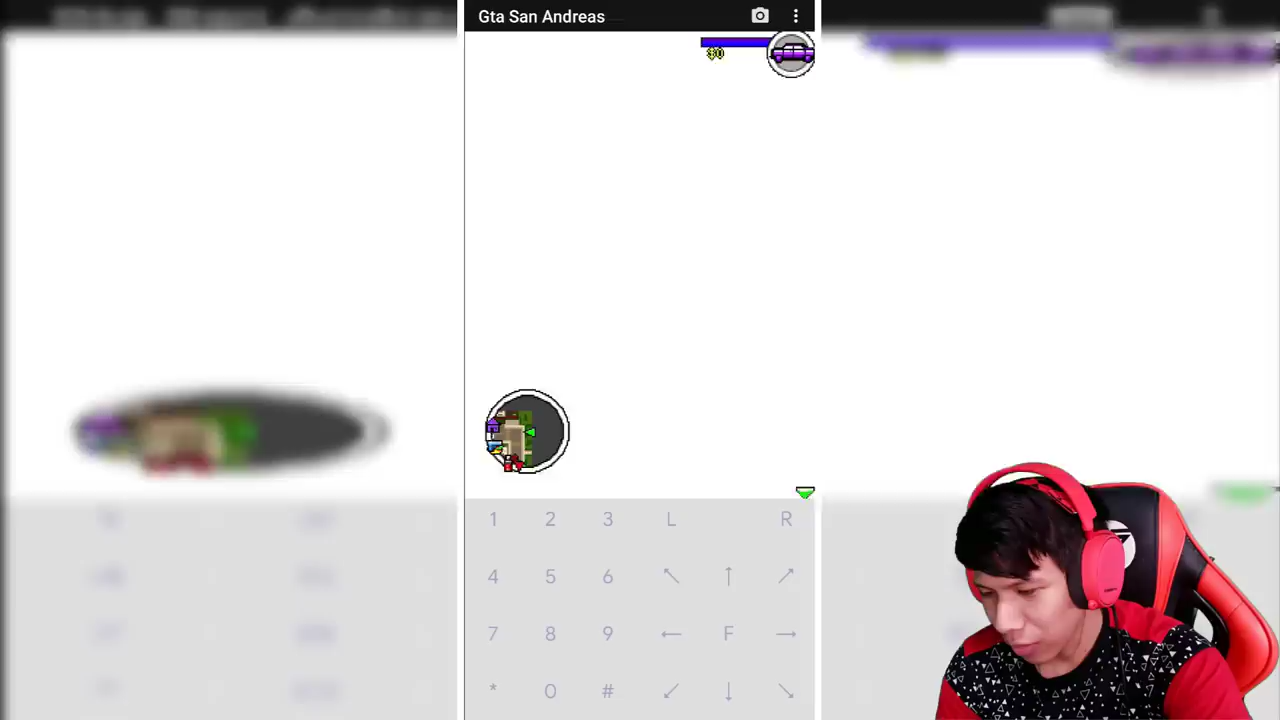 Gta San Andreas
$0
1 2 3 L R
4 5 6 ↖ ↑ ↗
7 8 9 ← F →
* 0 # ↙ ↓ ↘